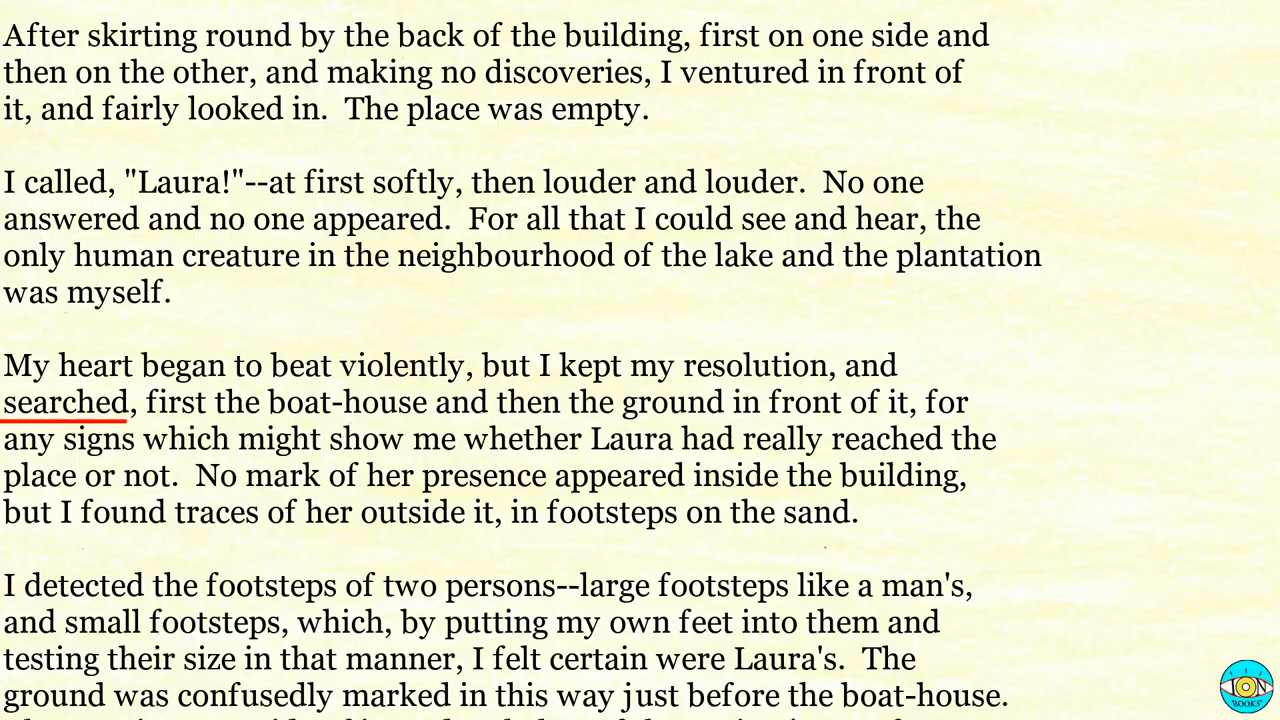 After skirting round by the back of the building, first on one side and
then on the other, and making no discoveries, I ventured in front of
it, and fairly looked in.  The place was empty.
I called, "Laura!"--at first softly, then louder and louder.  No one
answered and no one appeared.  For all that I could see and hear, the
only human creature in the neighbourhood of the lake and the plantation
was myself.
My heart began to beat violently, but I kept my resolution, and
searched, first the boat-house and then the ground in front of it, for
any signs which might show me whether Laura had really reached the
place or not.  No mark of her presence appeared inside the building,
but I found traces of her outside it, in footsteps on the sand.
I detected the footsteps of two persons--large footsteps like a man's,
and small footsteps, which, by putting my own feet into them and
testing their size in that manner, I felt certain were Laura's.  The
ground was confusedly marked in this way just before the boat-house.
ION
BOOKS